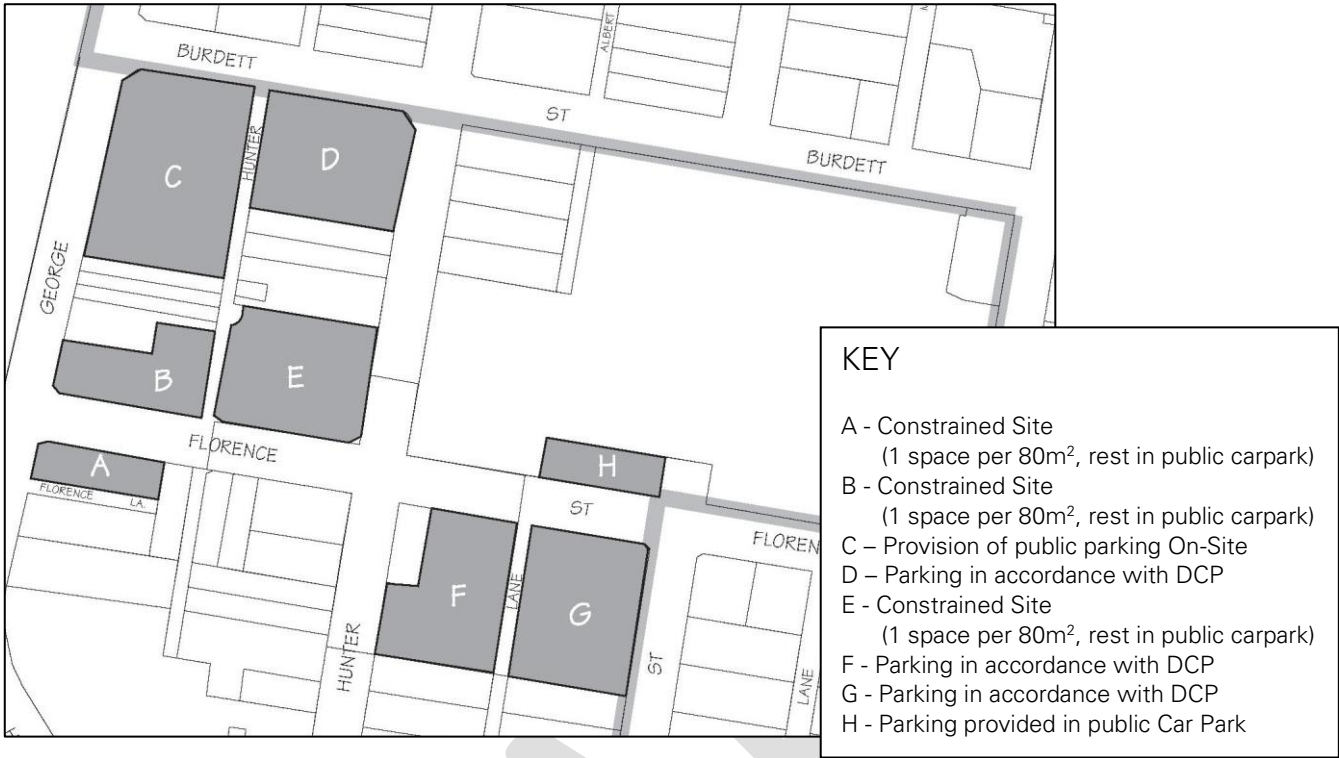 BURDETT
ST
ALBERT
BURDETT
HUNTER
C
D
GEORGE
B
E
FLORENCE
A
FLORENCE LA.
H
ST
FLOREN
F
LANE
G
HUNTER
ST
LANE
KEY
A - Constrained Site
(1 space per 80m², rest in public carpark)
B - Constrained Site
(1 space per 80m², rest in public carpark)
C – Provision of public parking On-Site
D – Parking in accordance with DCP
E - Constrained Site
(1 space per 80m², rest in public carpark)
F - Parking in accordance with DCP
G - Parking in accordance with DCP
H - Parking provided in public Car Park